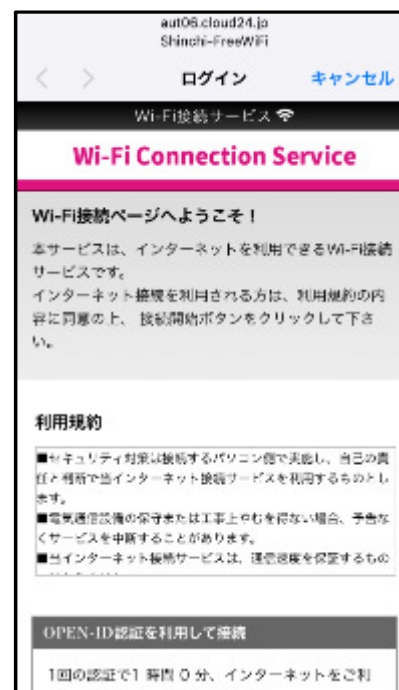 aut06.cloud24.jp
Shinchi-FreeWiFi
ログイン
キャンセル
Wi-Fi接続サービス
Wi-Fi Connection Service
Wi-Fi接続ページへようこそ！
本サービスは、インターネットを利用できるWi-Fi接続
サービスです。
インターネット接続を利用される方は、利用規約の内
容に同意の上、 接続開始ボタンをクリックして下さ
い。
利用規約
■セキュリティ対策は接続するパソコン側で実施し、自己の責
任と判断で当インターネット接続サービスを利用するものとし
ます。
■電気通信設備の保守または工事上やむを得ない場合、予告な
くサービスを中断することがあります。
■当インターネット接続サービスは、通信速度を保証するもの
OPEN-ID認証を利用して接続
1回の認証で1 時間 0 分、インターネットをご利